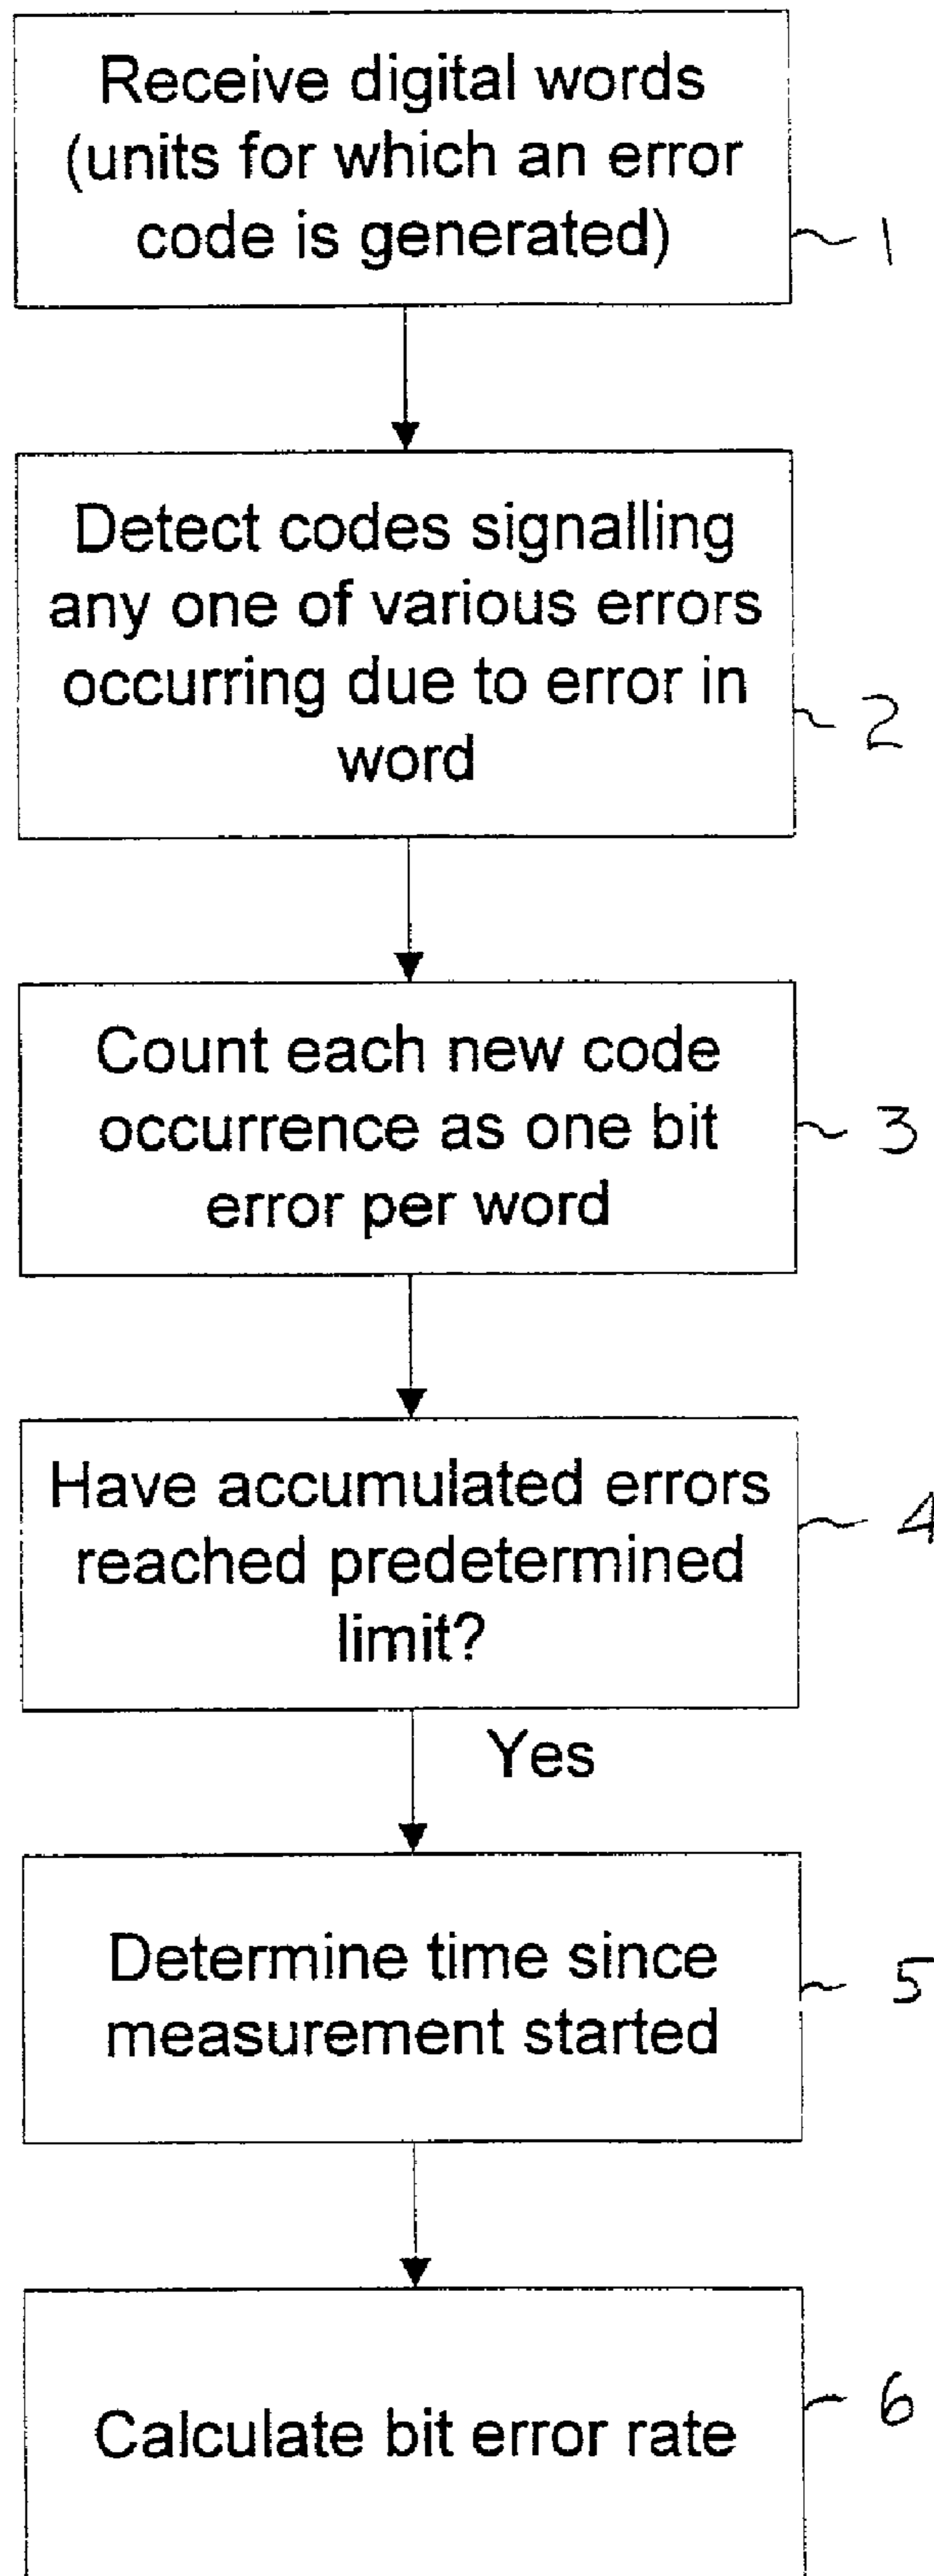 Receive digital words
(units for which an error
code is generated)
1
Detect codes signalling
any one of various errors
occurring due to error in
word
2
Count each new code
occurrence as one bit
error per word
3
Have accumulated errors
reached predetermined
limit?
4
Yes
Determine time since
measurement started
5
Calculate bit error rate
6